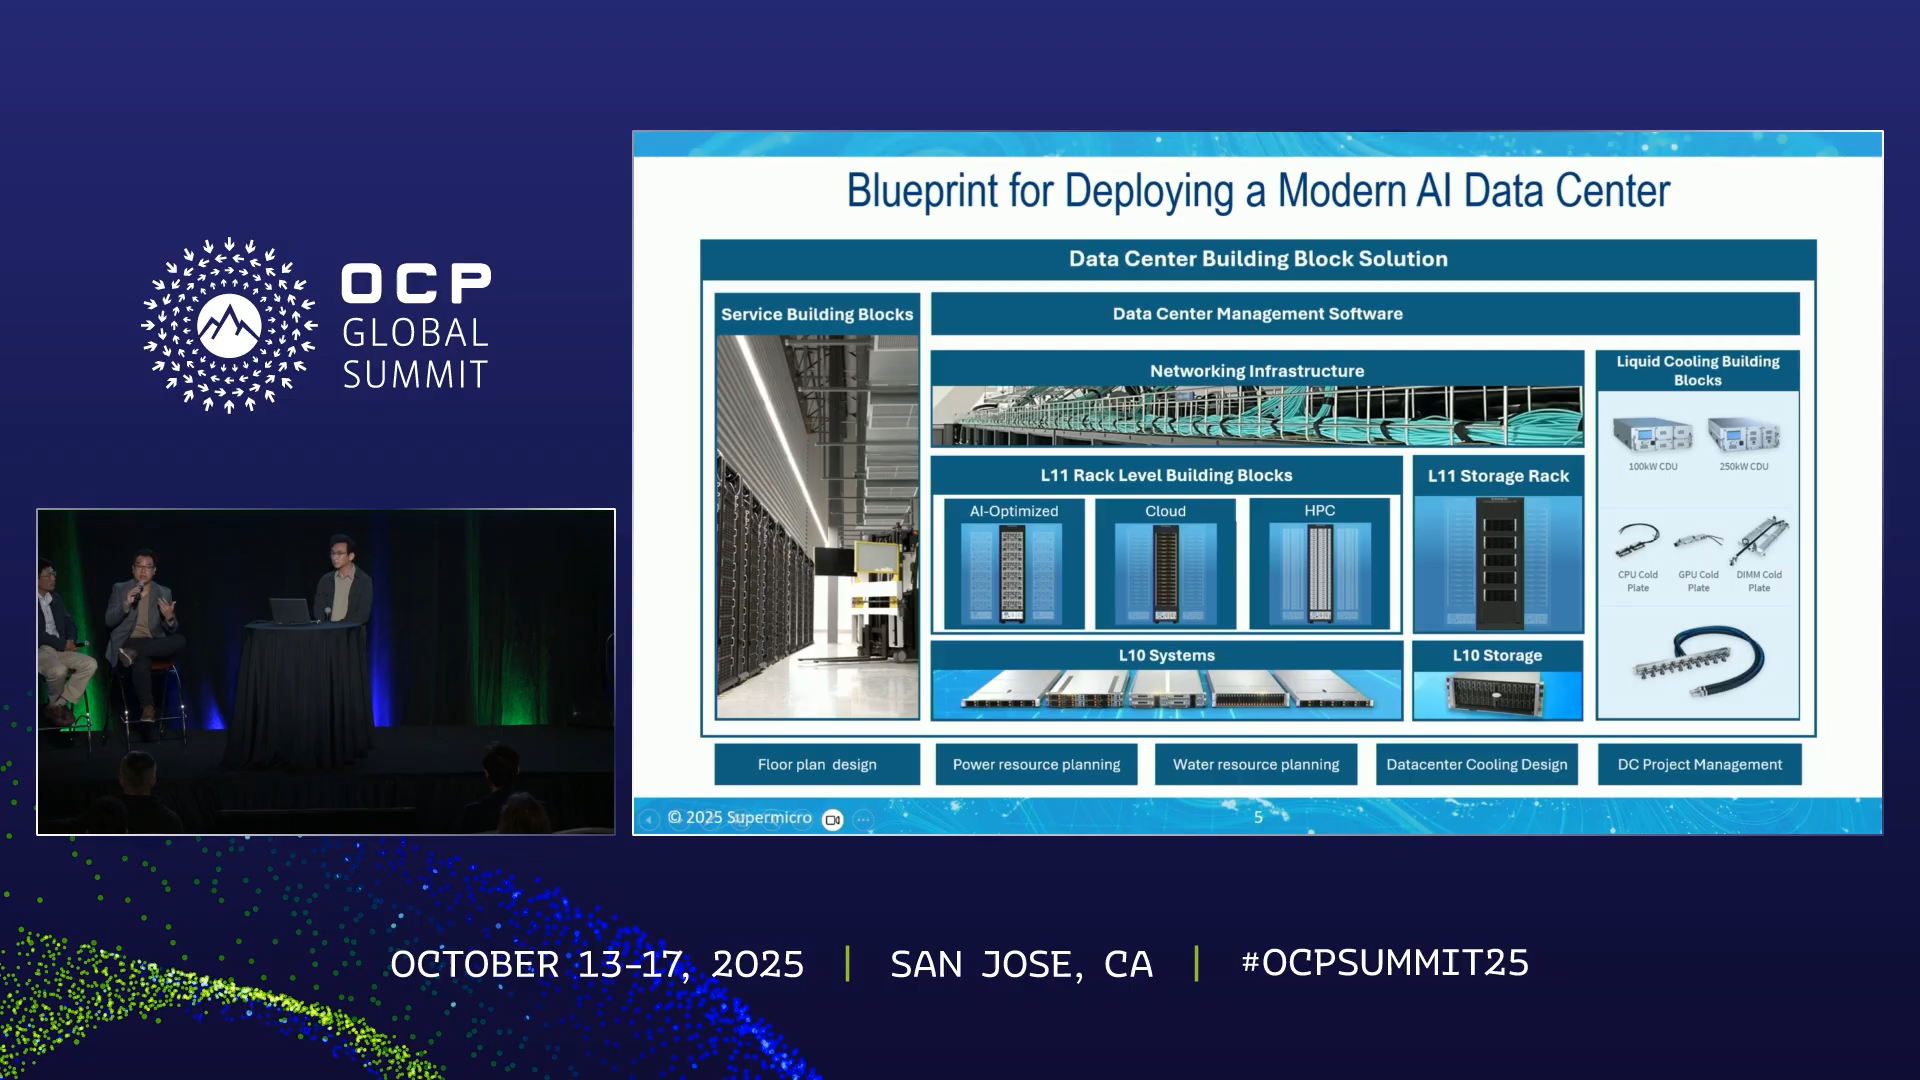 OCP
GLOBAL
SUMMIT
Blueprint for Deploying a Modern AI Data Center
Data Center Building Block Solution
Service Building Blocks
Data Center Management Software
Networking Infrastructure
Liquid Cooling Building
Blocks
100kW CDU
250kW CDU
L11 Rack Level Building Blocks
L11 Storage Rack
AI-Optimized
Cloud
HPC
CPU Cold
Plate
GPU Cold
Plate
DIMM Cold
Plate
L10 Systems
L10 Storage
Floor plan design
Power resource planning
Water resource planning
Datacenter Cooling Design
DC Project Management
© 2025 Supermicro
5
OCTOBER 13-17, 2025 | SAN JOSE, CA | #OCPSUMMIT25